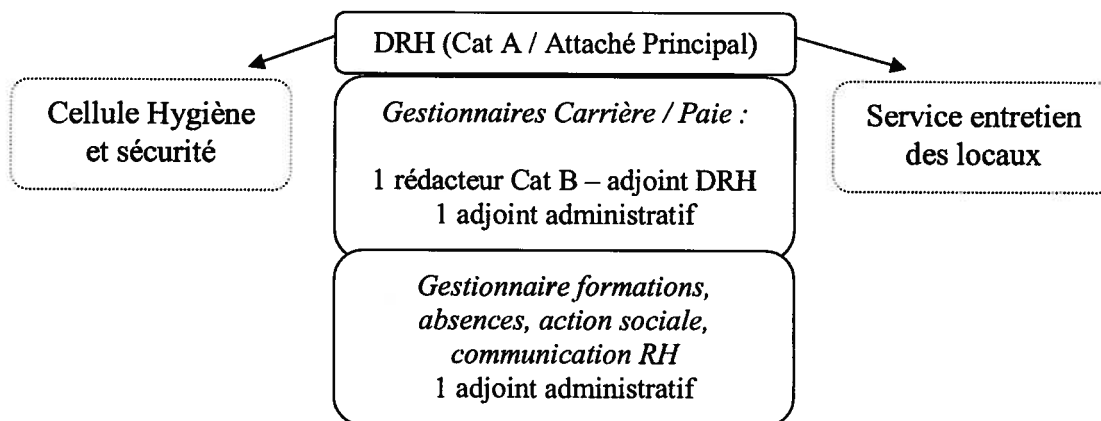 DRH (Cat A / Attaché Principal)
Cellule Hygiène
et sécurité
Gestionnaires Carrière / Paie :
1 rédacteur Cat B – adjoint DRH
1 adjoint administratif
Service entretien
des locaux
Gestionnaire formations,
absences, action sociale,
communication RH
1 adjoint administratif